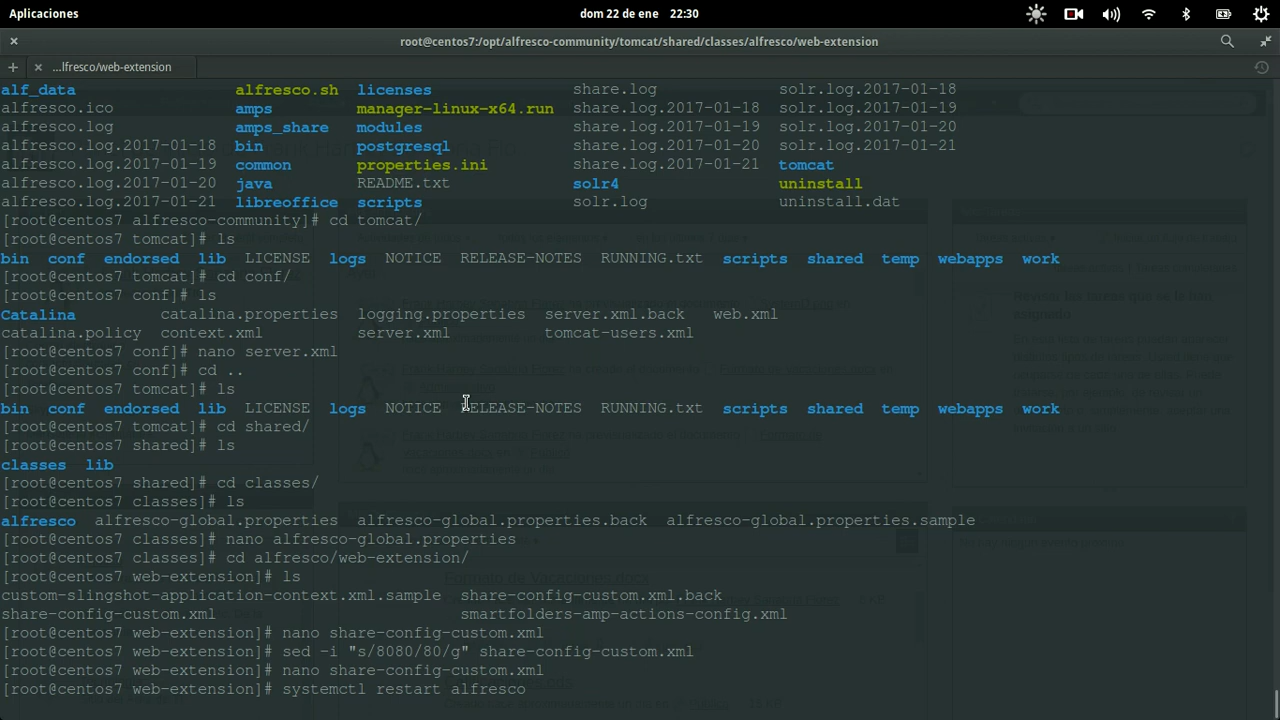 Aplicaciones dom 22 de ene 22:30
root@centos7:/opt/alfresco-community/tomcat/shared/classes/alfresco/web-extension
...lfresco/web-extension
alf_data alfresco.sh licenses share.log solr.log.2017-01-18
alfresco.ico amps manager-linux-x64.run share.log.2017-01-18 solr.log.2017-01-19
alfresco.log amps_share modules share.log.2017-01-19 solr.log.2017-01-20
alfresco.log.2017-01-18 bin postgresql share.log.2017-01-20 solr.log.2017-01-21
alfresco.log.2017-01-19 common properties.ini share.log.2017-01-21 tomcat
alfresco.log.2017-01-20 java README.txt solr4 uninstall
alfresco.log.2017-01-21 libreoffice scripts solr.log uninstall.dat
[root@centos7 alfresco-community]# cd tomcat/
[root@centos7 tomcat]# ls
bin conf endorsed lib LICENSE logs NOTICE RELEASE-NOTES RUNNING.txt scripts shared temp webapps work
[root@centos7 tomcat]# cd conf/
[root@centos7 conf]# ls
Catalina catalina.properties logging.properties server.xml.back web.xml
catalina.policy context.xml server.xml tomcat-users.xml
[root@centos7 conf]# nano server.xml
[root@centos7 conf]# cd ..
[root@centos7 tomcat]# ls
bin conf endorsed lib LICENSE logs NOTICE RELEASE-NOTES RUNNING.txt scripts shared temp webapps work
[root@centos7 tomcat]# cd shared/
[root@centos7 shared]# ls
classes lib
[root@centos7 shared]# cd classes/
[root@centos7 classes]# ls
alfresco alfresco-global.properties alfresco-global.properties.back alfresco-global.properties.sample
[root@centos7 classes]# nano alfresco-global.properties
[root@centos7 classes]# cd alfresco/web-extension/
[root@centos7 web-extension]# ls
custom-slingshot-application-context.xml.sample share-config-custom.xml.back
share-config-custom.xml smartfolders-amp-actions-config.xml
[root@centos7 web-extension]# nano share-config-custom.xml
[root@centos7 web-extension]# sed -i "s/8080/80/g" share-config-custom.xml
[root@centos7 web-extension]# nano share-config-custom.xml
[root@centos7 web-extension]# systemctl restart alfresco